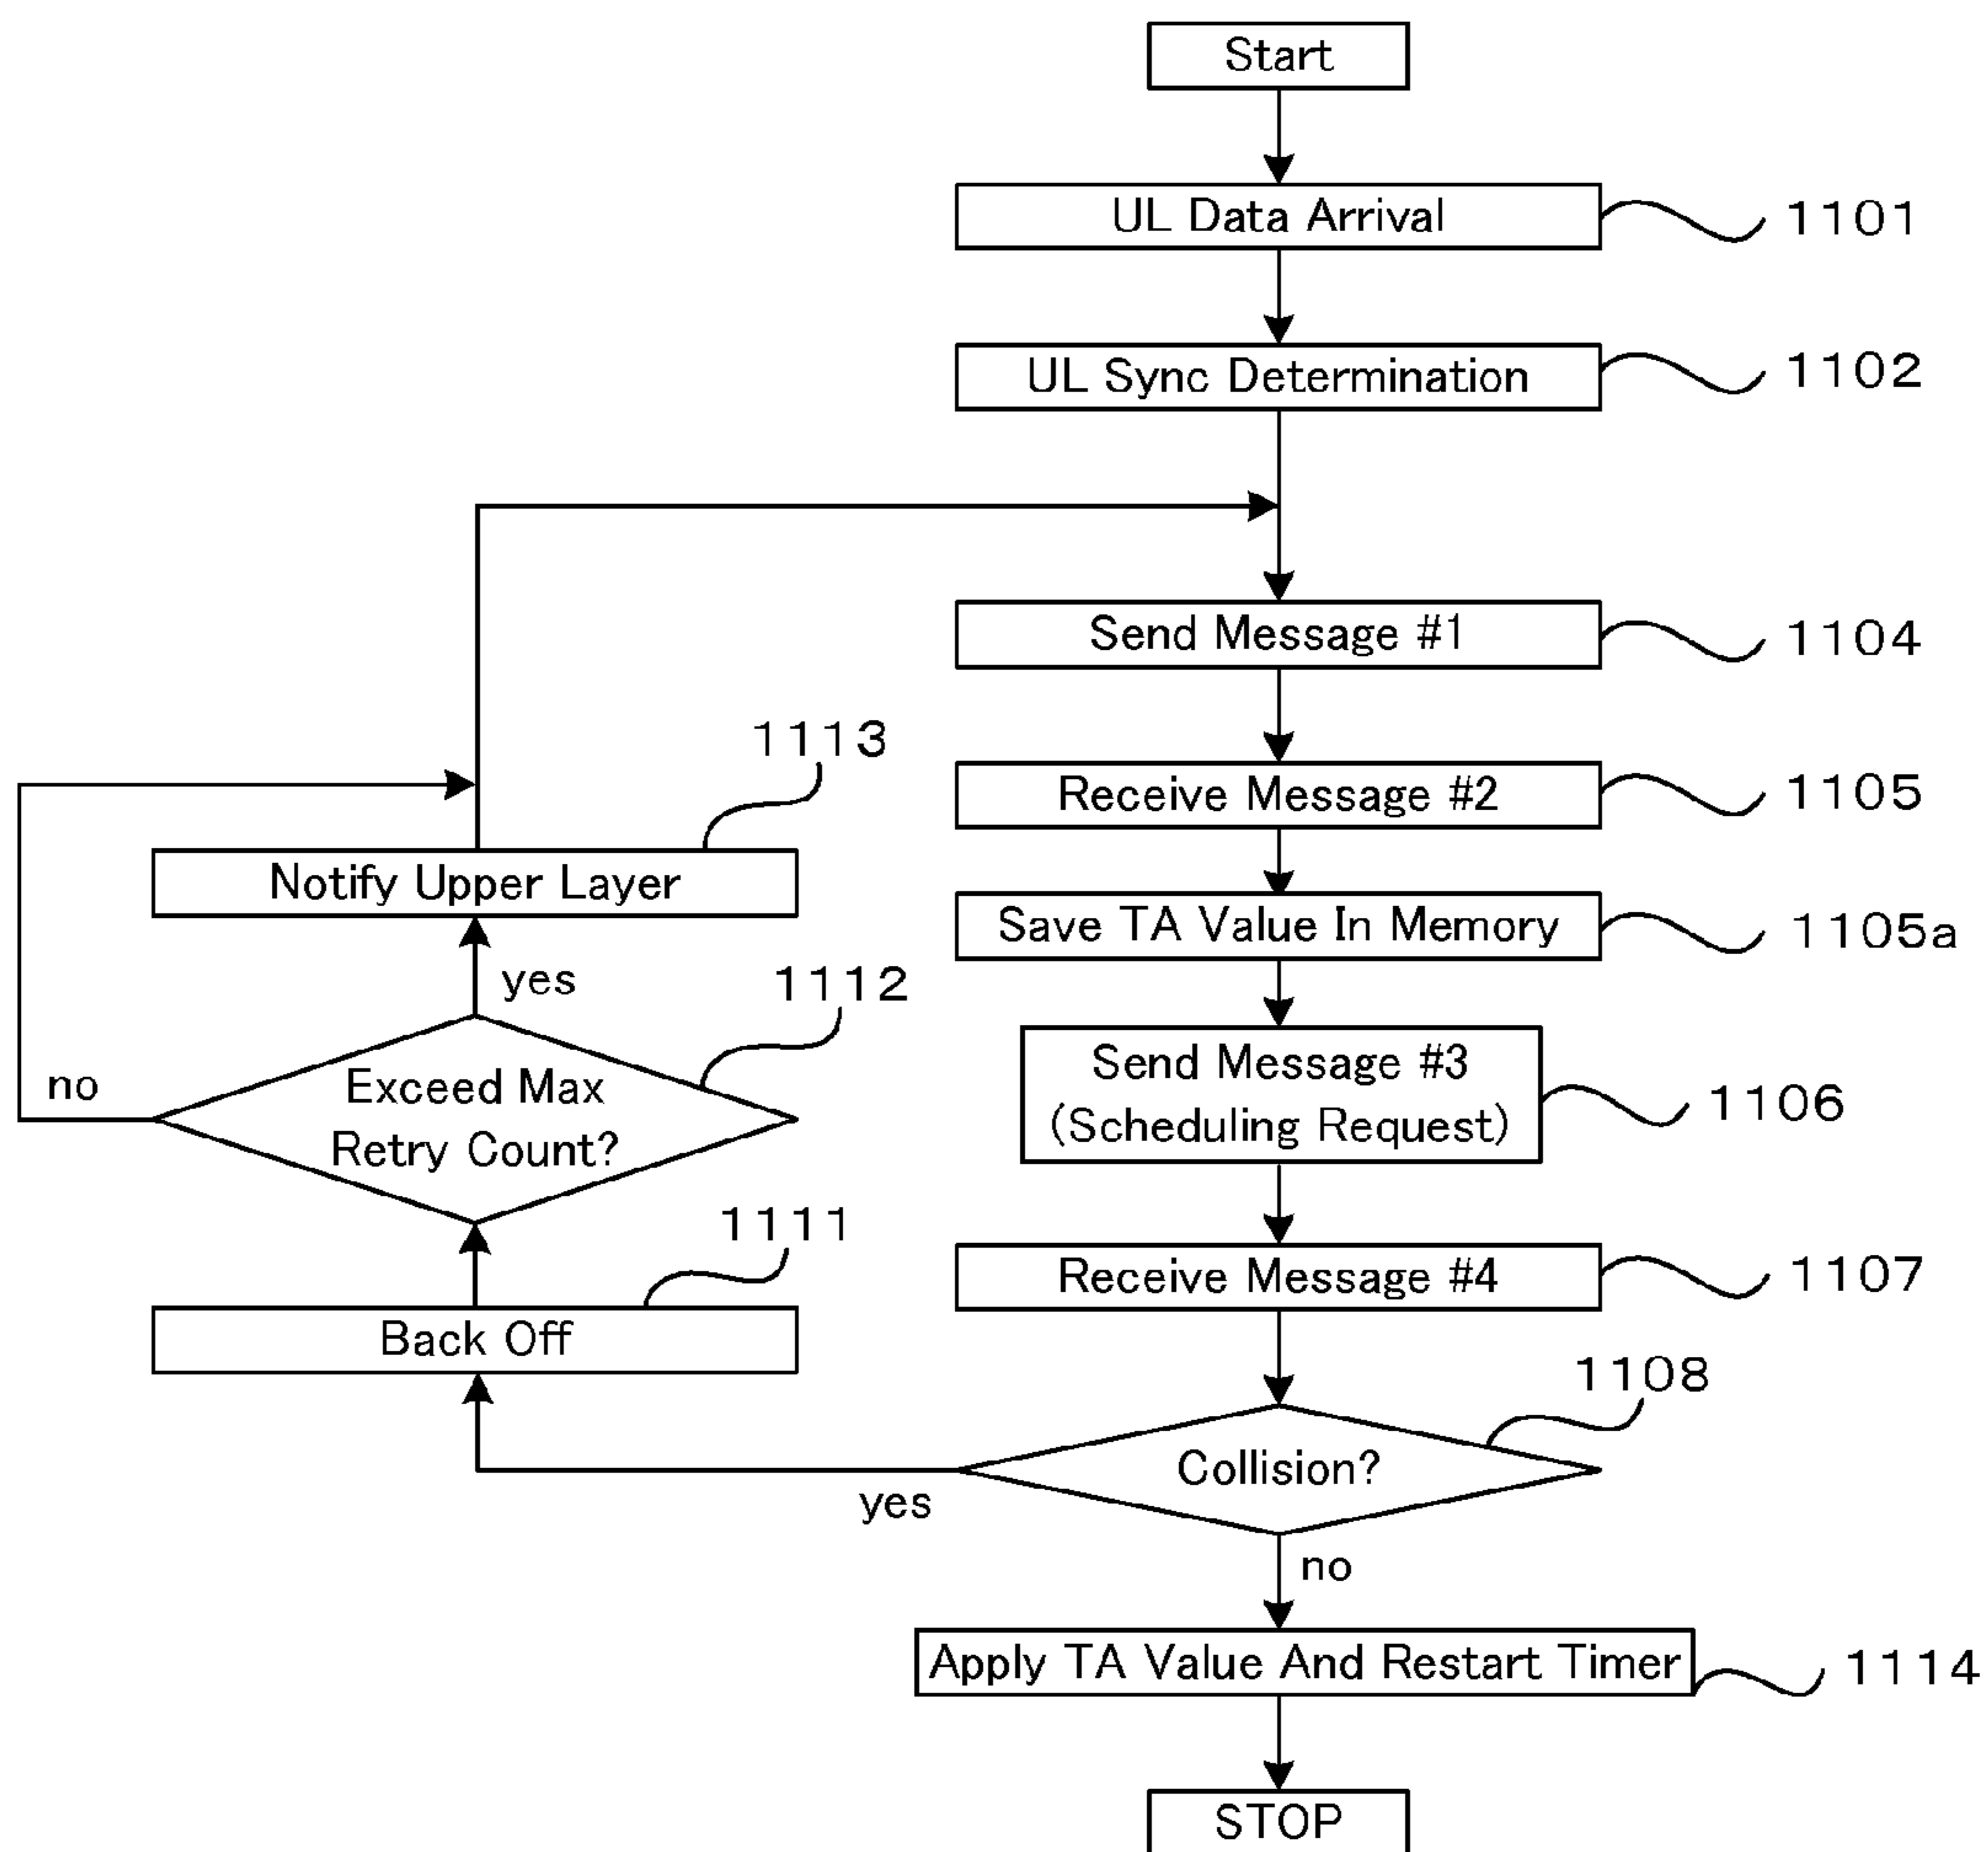 Start
UL Data Arrival
1101
UL Sync Determination
1102
Send Message #1
1104
1113
Receive Message #2
1105
Notify Upper Layer
Save TA Value In Memory
1105a
yes
1112
no
Exceed Max
Retry Count?
Send Message #3
(Scheduling Request)
1106
1111
Receive Message #4
1107
Back Off
1108
Collision?
yes
no
Apply TA Value And Restart Timer
1114
STOP